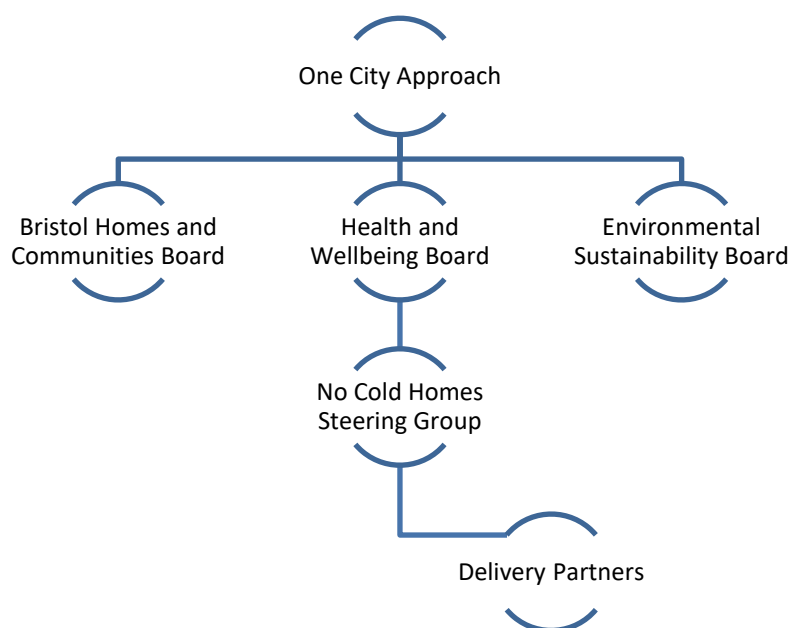 One City Approach
Bristol Homes and
Communities Board
Health and
Wellbeing Board
Environmental
Sustainability Board
No Cold Homes
Steering Group
Delivery Partners